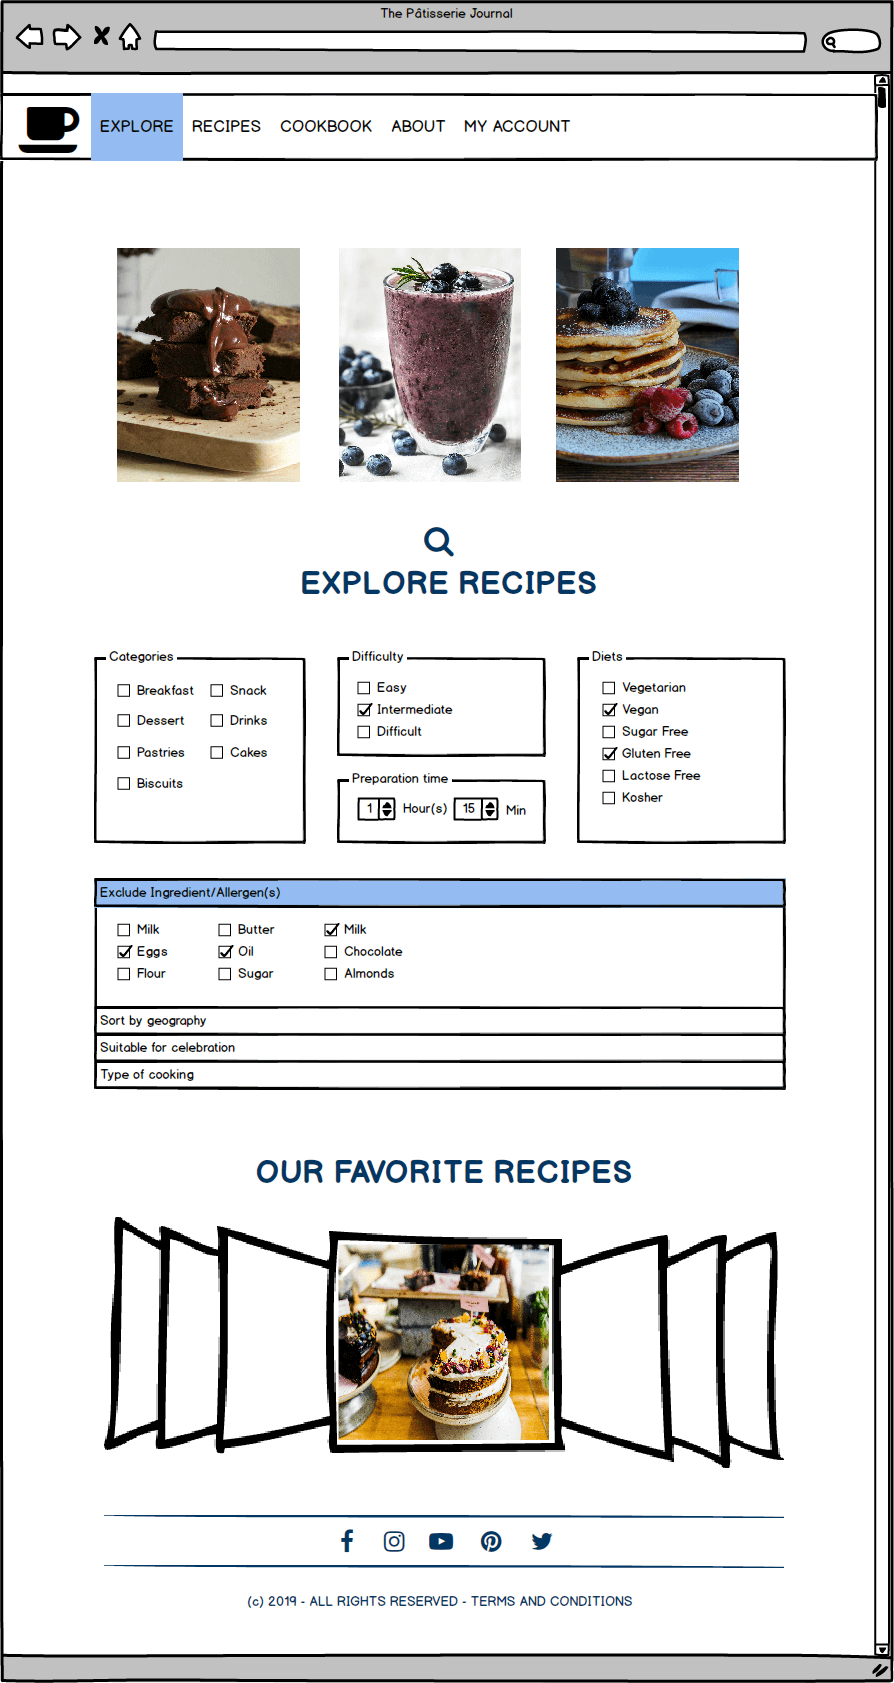 The Pâtisserie Journal
EXPLORE RECIPES COOKBOOK ABOUT MY ACCOUNT
EXPLORE RECIPES
Categories
Breakfast Snack
Dessert Drinks
Pastries Cakes
Biscuits
Difficulty
Easy
Intermediate
Difficult
Preparation time
1 Hour(s) 15 Min
Diets
Vegetarian
Vegan
Sugar Free
Gluten Free
Lactose Free
Kosher
Exclude Ingredient/Allergen(s)
Milk Butter Milk
Eggs Oil Chocolate
Flour Sugar Almonds
Sort by geography
Suitable for celebration
Type of cooking
OUR FAVORITE RECIPES
(c) 2019 - ALL RIGHTS RESERVED - TERMS AND CONDITIONS